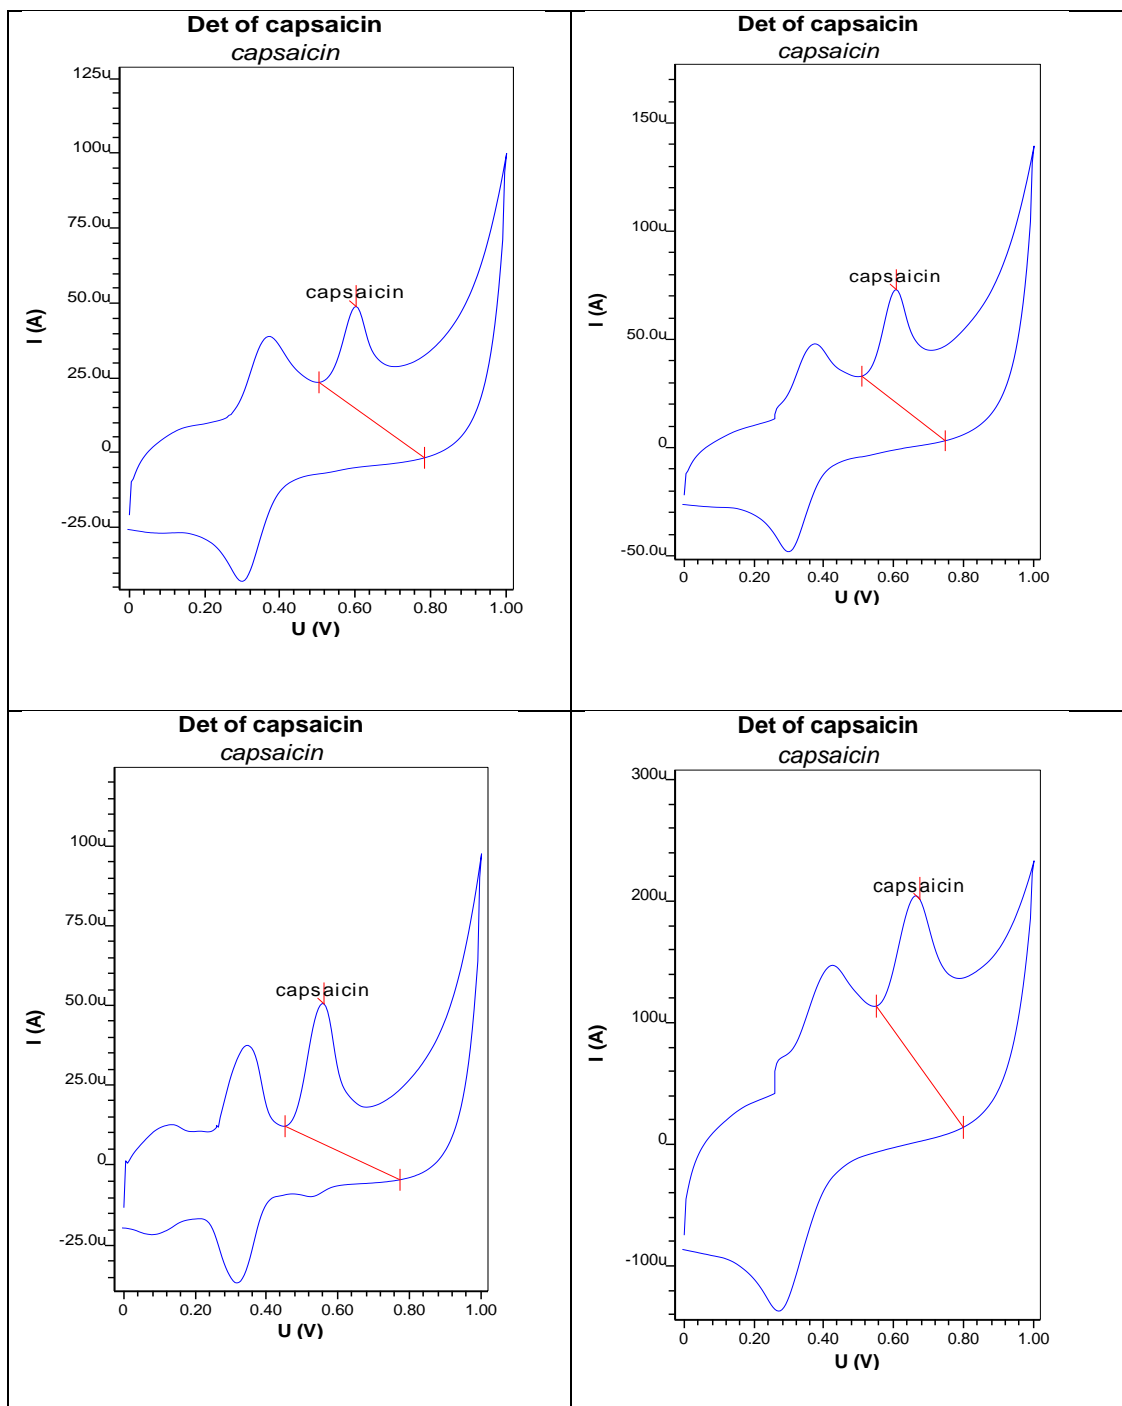 Det of capsaicin
capsaicin
125u
100u
75.0u
50.0u
25.0u
0
-25.0u
I (A)
capsaicin
0 0.20 0.40 0.60 0.80 1.00
U (V)
Det of capsaicin
capsaicin
150u
100u
50.0u
0
-50.0u
I (A)
capsaicin
0 0.20 0.40 0.60 0.80 1.00
U (V)
Det of capsaicin
capsaicin
100u
75.0u
50.0u
25.0u
0
-25.0u
I (A)
capsaicin
0 0.20 0.40 0.60 0.80 1.00
U (V)
Det of capsaicin
capsaicin
300u
200u
100u
0
-100u
I (A)
capsaicin
0 0.20 0.40 0.60 0.80 1.00
U (V)